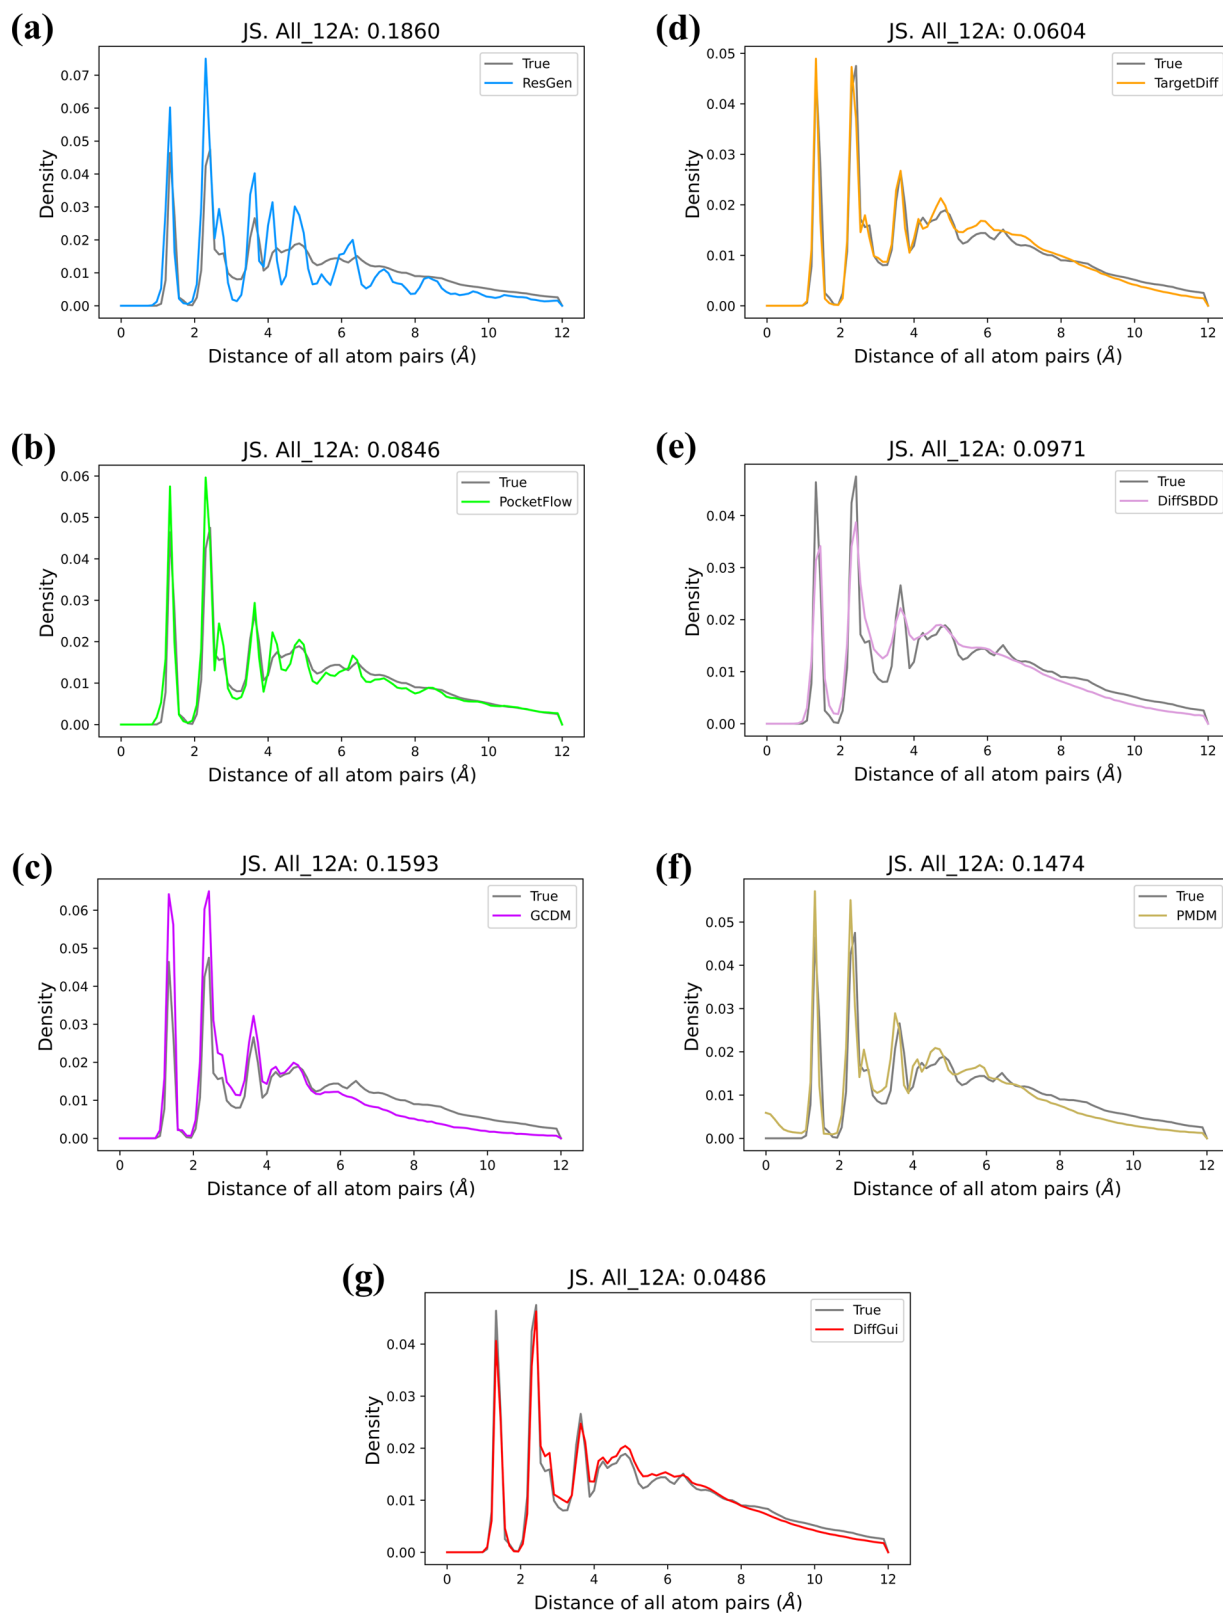 (a)
JS. All_12A: 0.1860
True
ResGen
Density
0.07
0.06
0.05
0.04
0.03
0.02
0.01
0.00
0 2 4 6 8 10 12
Distance of all atom pairs (Å)
(d)
JS. All_12A: 0.0604
True
TargetDiff
Density
0.05
0.04
0.03
0.02
0.01
0.00
0 2 4 6 8 10 12
Distance of all atom pairs (Å)
(b)
JS. All_12A: 0.0846
True
PocketFlow
Density
0.06
0.05
0.04
0.03
0.02
0.01
0.00
0 2 4 6 8 10 12
Distance of all atom pairs (Å)
(e)
JS. All_12A: 0.0971
True
DiffSBDD
Density
0.04
0.03
0.02
0.01
0.00
0 2 4 6 8 10 12
Distance of all atom pairs (Å)
(c)
JS. All_12A: 0.1593
True
GCDM
Density
0.06
0.05
0.04
0.03
0.02
0.01
0.00
0 2 4 6 8 10 12
Distance of all atom pairs (Å)
(f)
JS. All_12A: 0.1474
True
PMDM
Density
0.05
0.04
0.03
0.02
0.01
0.00
0 2 4 6 8 10 12
Distance of all atom pairs (Å)
(g)
JS. All_12A: 0.0486
True
DiffGui
Density
0.04
0.03
0.02
0.01
0.00
0 2 4 6 8 10 12
Distance of all atom pairs (Å)